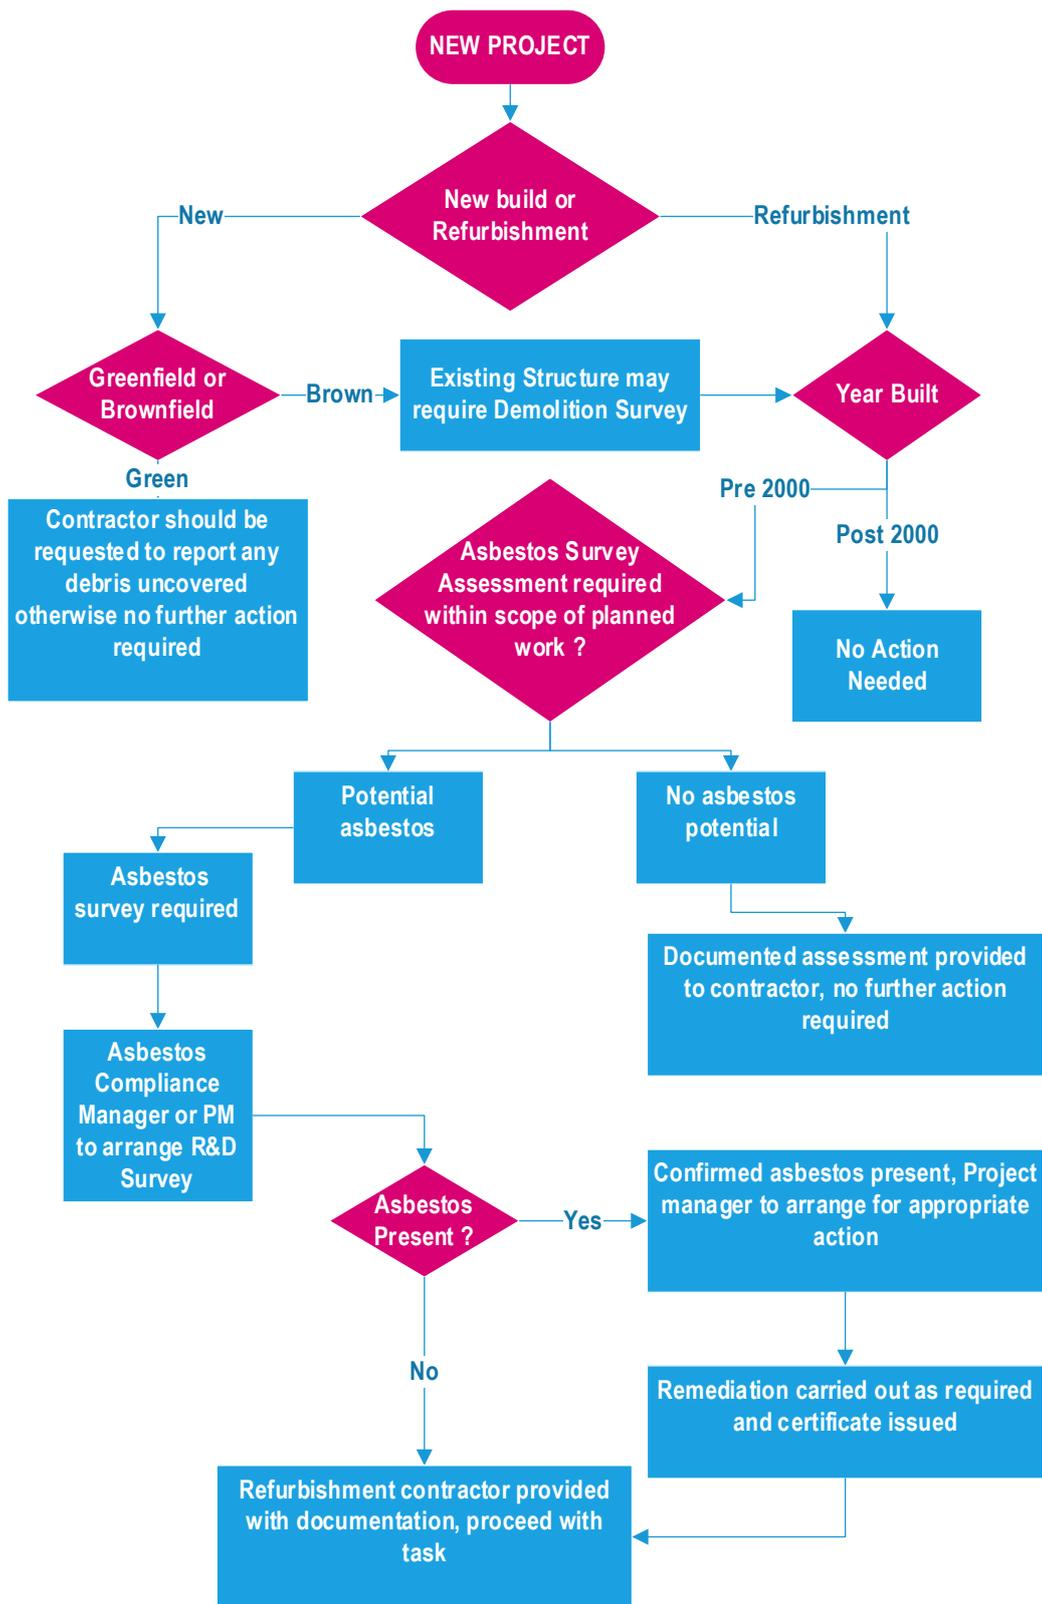 NEW PROJECT
New build or
Refurbishment
New
Refurbishment
Greenfield or
Brownfield
Brown
Existing Structure may
require Demolition Survey
Year Built
Green
Contractor should be
requested to report any
debris uncovered
otherwise no further action
required
Pre 2000
Post 2000
Asbestos Survey
Assessment required
within scope of planned
work ?
No Action
Needed
Potential
asbestos
No asbestos
potential
Asbestos
survey required
Documented assessment provided
to contractor, no further action
required
Asbestos
Compliance
Manager or PM
to arrange R&D
Survey
Asbestos
Present ?
Yes
Confirmed asbestos present, Project
manager to arrange for appropriate
action
No
Remediation carried out as required
and certificate issued
Refurbishment contractor provided
with documentation, proceed with
task